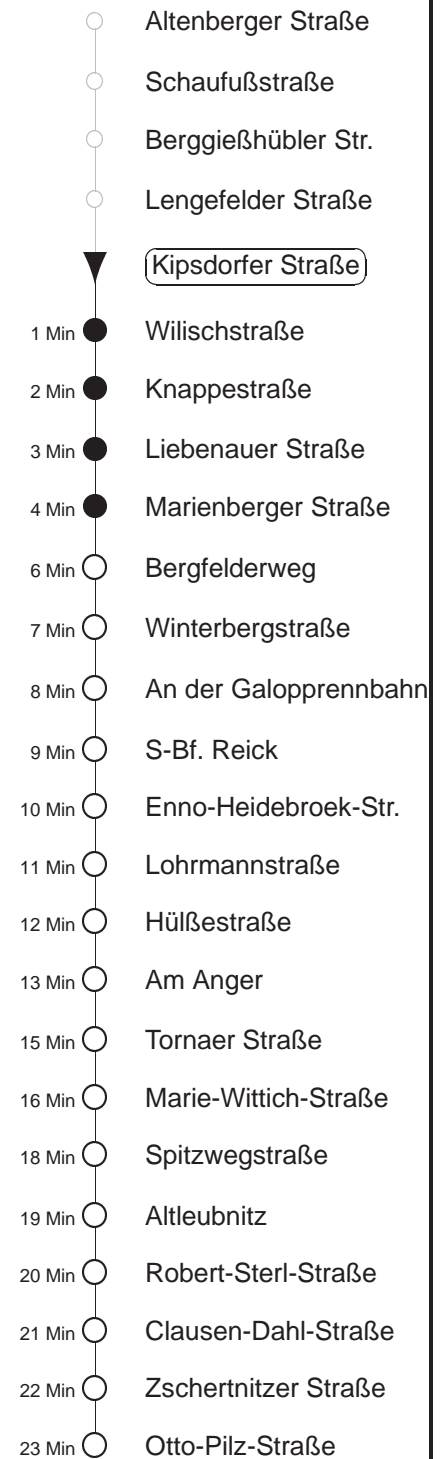 Altenberger Straße
Schaufußstraße
Berggießhübler Str.
Lengefelder Straße
Kipsdorfer Straße
1 Min Wilischstraße
2 Min Knappestraße
3 Min Liebenauer Straße
4 Min Marienberger Straße
6 Min Bergfelderweg
7 Min Winterbergstraße
8 Min An der Galopprennbahn
9 Min S-Bf. Reick
10 Min Enno-Heidebroek-Str.
11 Min Lohrmannstraße
12 Min Hülßestraße
13 Min Am Anger
15 Min Tornaer Straße
16 Min Marie-Wittich-Straße
18 Min Spitzwegstraße
19 Min Altleubnitz
20 Min Robert-Sterl-Straße
21 Min Clausen-Dahl-Straße
22 Min Zschertnitzer Straße
23 Min Otto-Pilz-Straße